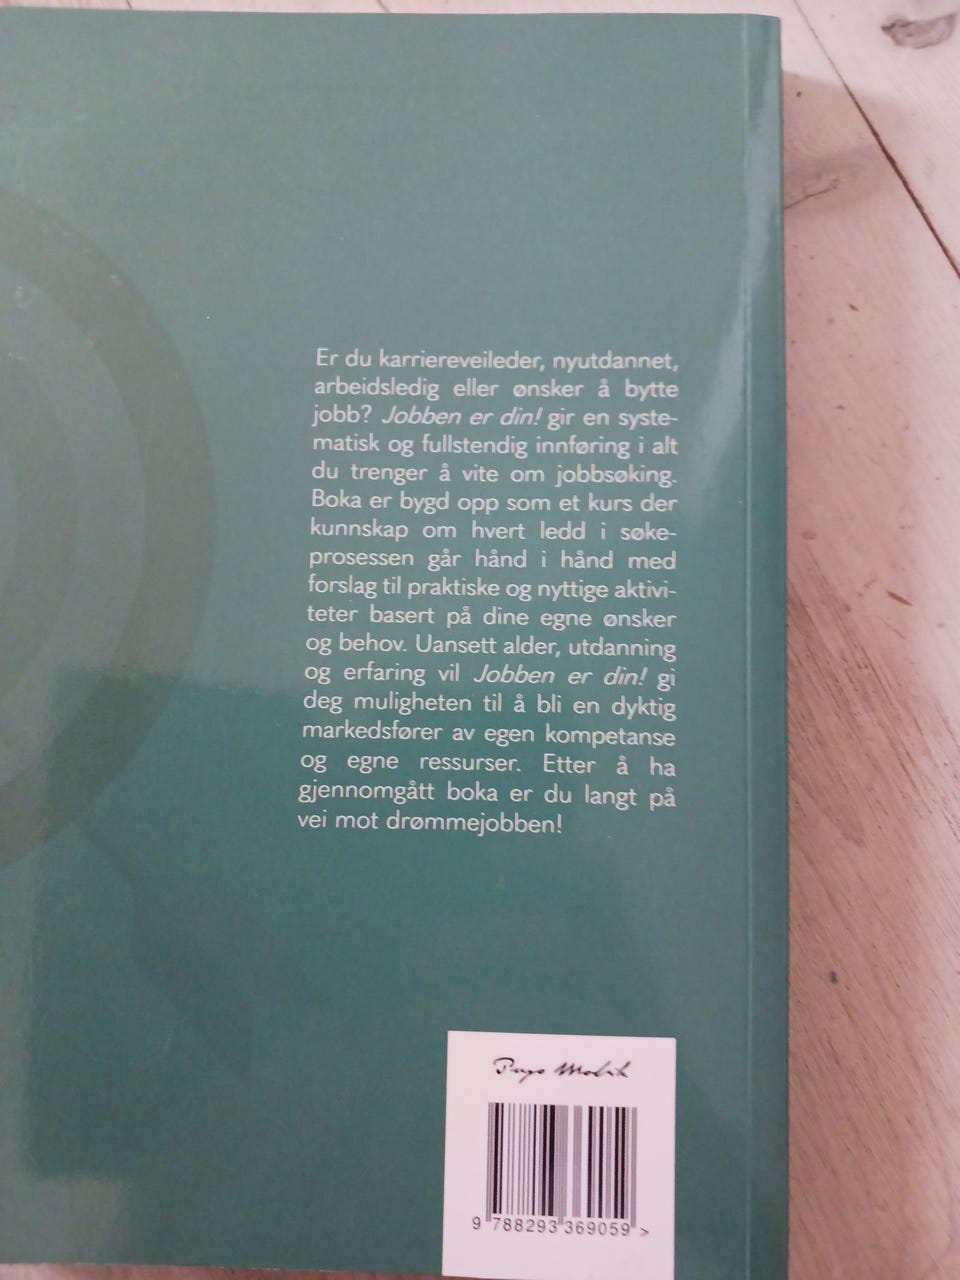 Er du karriereveileder, nyutdannet,
arbeidsledig eller ønsker å bytte
jobb? Jobben er din! gir en syste-
matisk og fullstendig innføring i alt
du trenger å vite om jobbsøking.
Boka er bygd opp som et kurs der
kunnskap om hvert ledd i søke-
prosessen går hånd i hånd med
forslag til praktiske og nyttige aktivi-
teter basert på dine egne ønsker
og behov. Uansett alder, utdanning
og erfaring vil Jobben er din! gi
deg muligheten til å bli en dyktig
markedsfører av egen kompetanse
og egne ressurser. Etter å ha
gjennomgått boka er du langt på
vei mot drømmejobben!
9 788293 369059 >